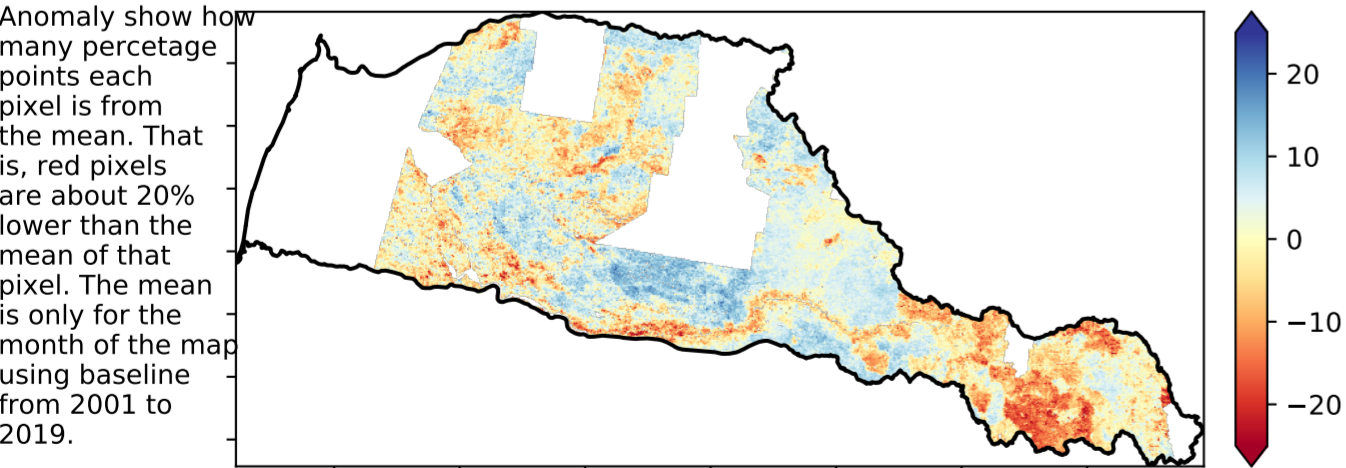 Anomaly show how
many percetage
points each
pixel is from
the mean. That
is, red pixels
are about 20%
lower than the
mean of that
pixel. The mean
is only for the
month of the map
using baseline
from 2001 to
2019.
20
10
0
−10
−20